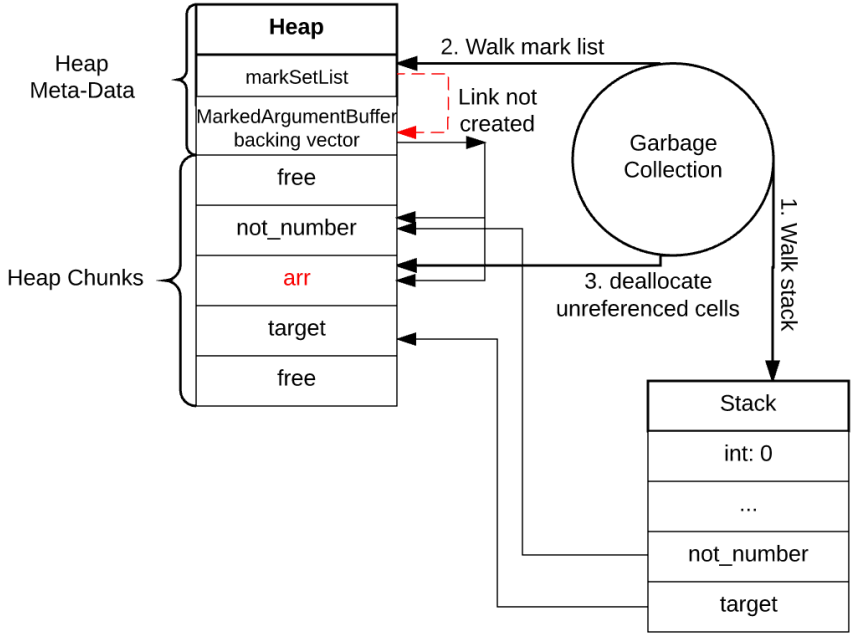 Heap
Heap
Meta-Data
markSetList
MarkedArgumentBuffer
backing vector
2. Walk mark list
Link not
created
Garbage
Collection
1. Walk stack
free
not_number
Heap Chunks
arr
3. deallocate
unreferenced cells
target
free
Stack
int: 0
...
not_number
target